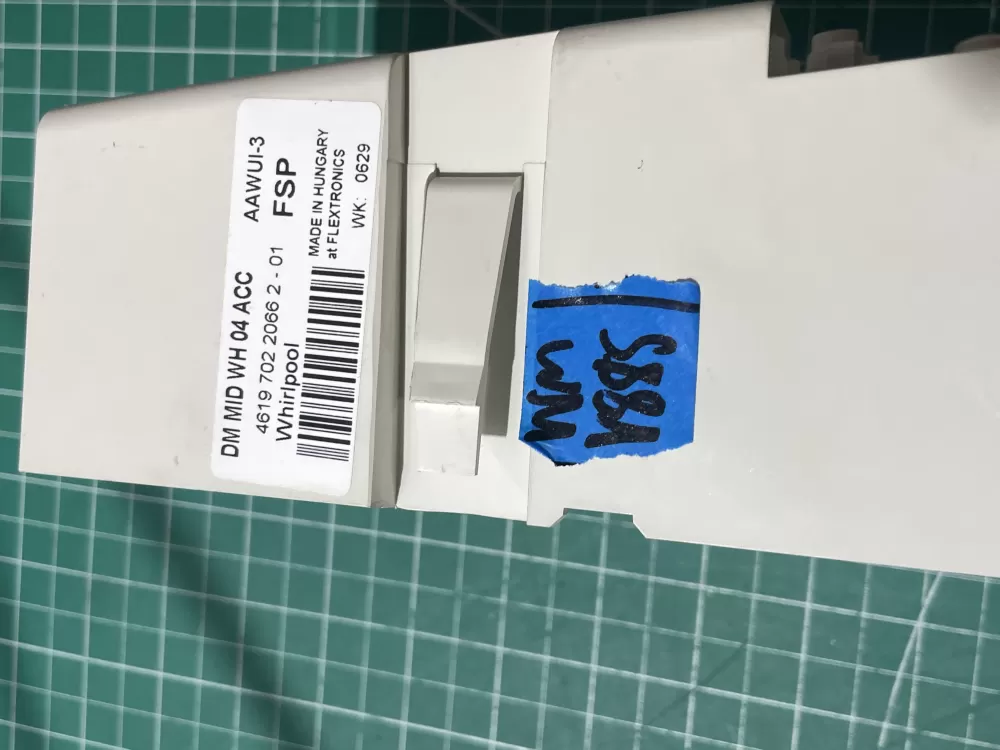 DM MID WH 04 ACC
AAWUI-3
4619 702 2066 2 - 01
FSP
Whirlpool
MADE IN HUNGARY
at FLEXTRONICS
WK: 0629
WM